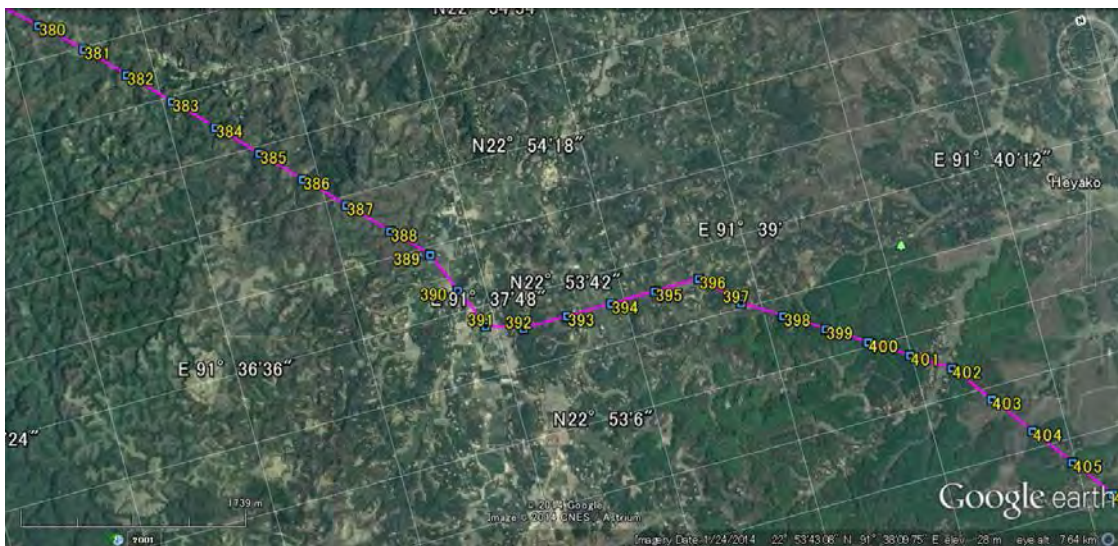 N22° 54'54"
380
381
382
383
384
385
386
387
388
389
390
391
392
393
394
395
396
397
398
399
400
401
402
403
404
405
N22° 54'18"
E 91° 40'12"
Heyako
E 91° 39'
N22° 53'42"
E 91° 37'48"
E 91° 36'36"
N22° 53'6"
'24"
1739 m
© 2014 Google
Image © 2014 CNES / Astrium
Google earth
2001
Imagery Date: 1/24/2014 22° 53'43.08" N 91° 38'09.75" E elev 28 m eye alt 7.64 km